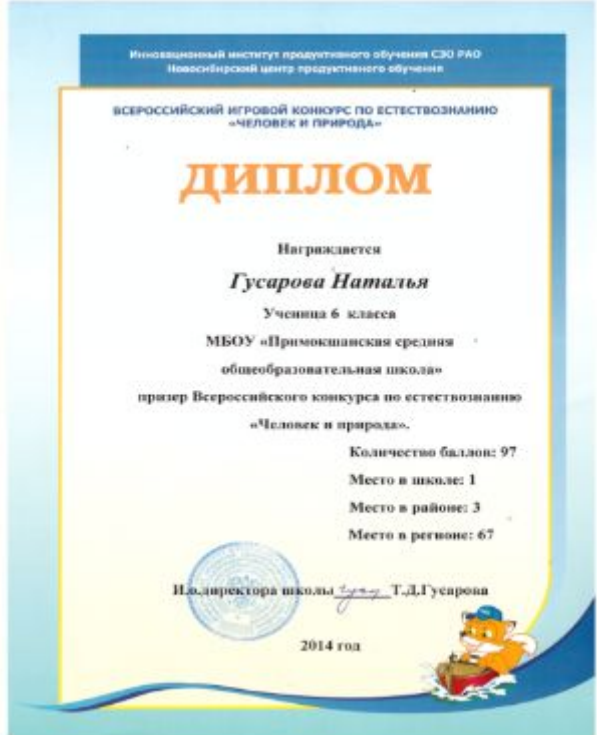 Инновационный институт продуктивного обучения СЗО РАО
Новосибирский центр продуктивного обучения
ВСЕРОССИЙСКИЙ ИГРОВОЙ КОНКУРС ПО ЕСТЕСТВОЗНАНИЮ
«ЧЕЛОВЕК И ПРИРОДА»
ДИПЛОМ
Награждается
Гусарова Наталья
Ученица 6 класса
МБОУ «Примокшанская средняя
общеобразовательная школа»
призер Всероссийского конкурса по естествознанию
«Человек и природа».
Количество баллов: 97
Место в школе: 1
Место в районе: 3
Место в регионе: 67
И.о.директора школы Т.Д.Гусарова
2014 год